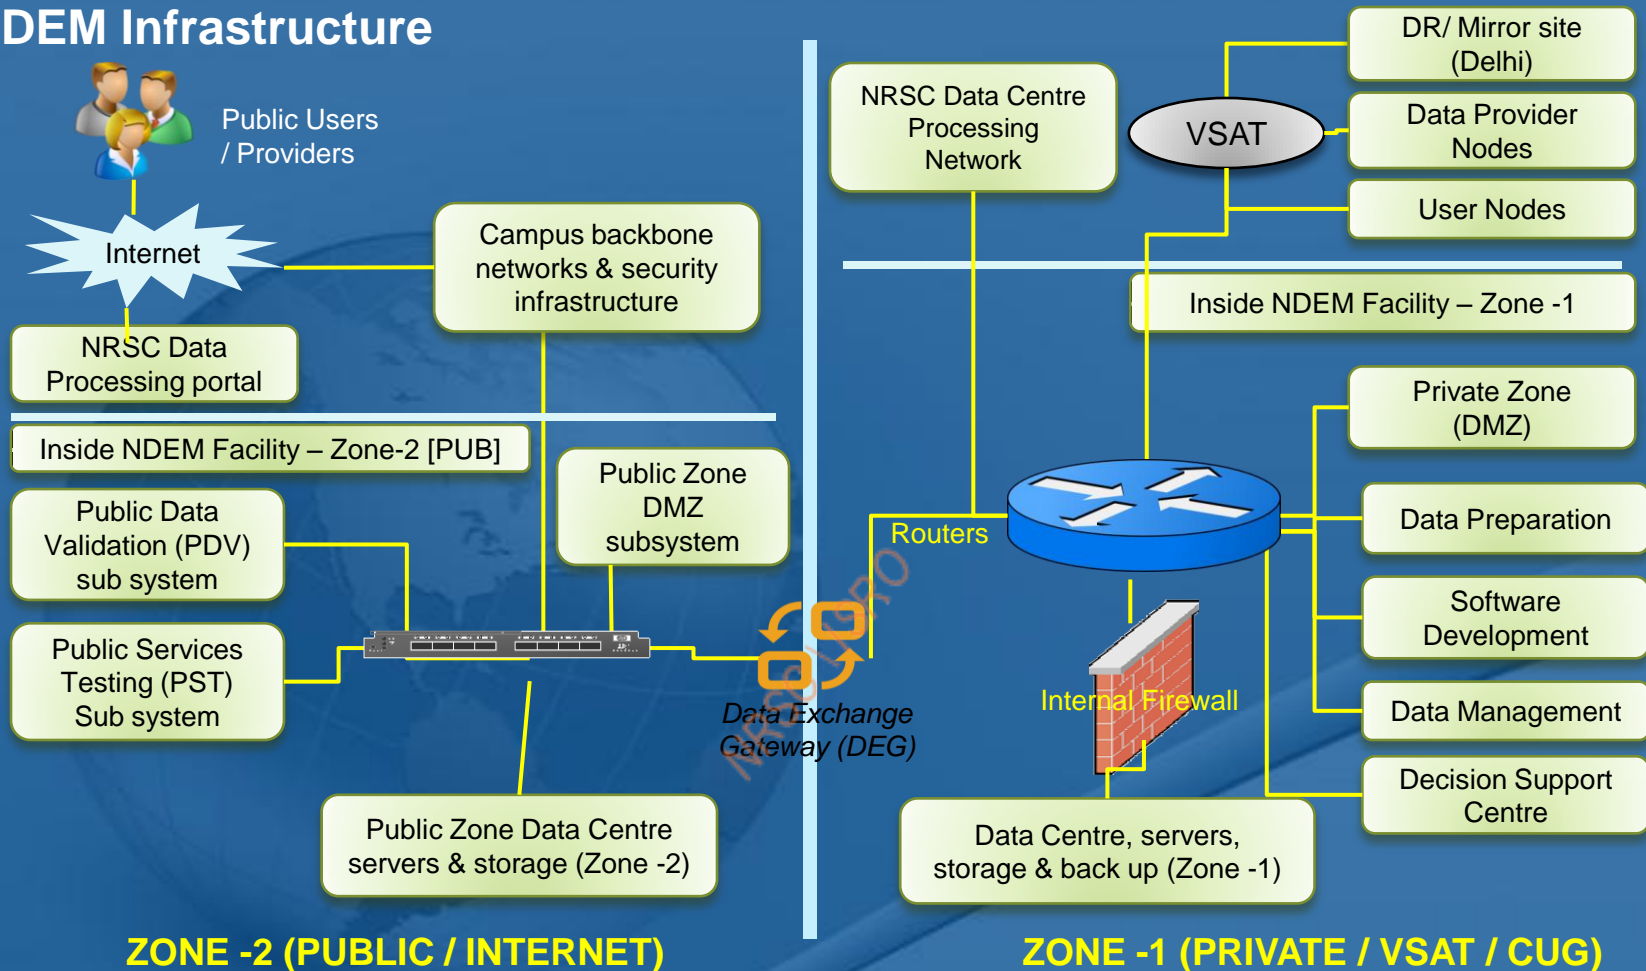 DEM Infrastructure
Public Users
/ Providers
Internet
Campus backbone
networks & security
infrastructure
NRSC Data
Processing portal
Inside NDEM Facility – Zone-2 [PUB]
Public Data
Validation (PDV)
sub system
Public Zone
DMZ
subsystem
Public Services
Testing (PST)
Sub system
Public Zone Data Centre
servers & storage (Zone -2)
ZONE -2 (PUBLIC / INTERNET)
Data Exchange
Gateway (DEG)
NRSC Data Centre
Processing
Network
VSAT
DR/ Mirror site
(Delhi)
Data Provider
Nodes
User Nodes
Inside NDEM Facility – Zone -1
Routers
Private Zone
(DMZ)
Data Preparation
Software
Development
Data Management
Decision Support
Centre
Internal Firewall
Data Centre, servers,
storage & back up (Zone -1)
ZONE -1 (PRIVATE / VSAT / CUG)